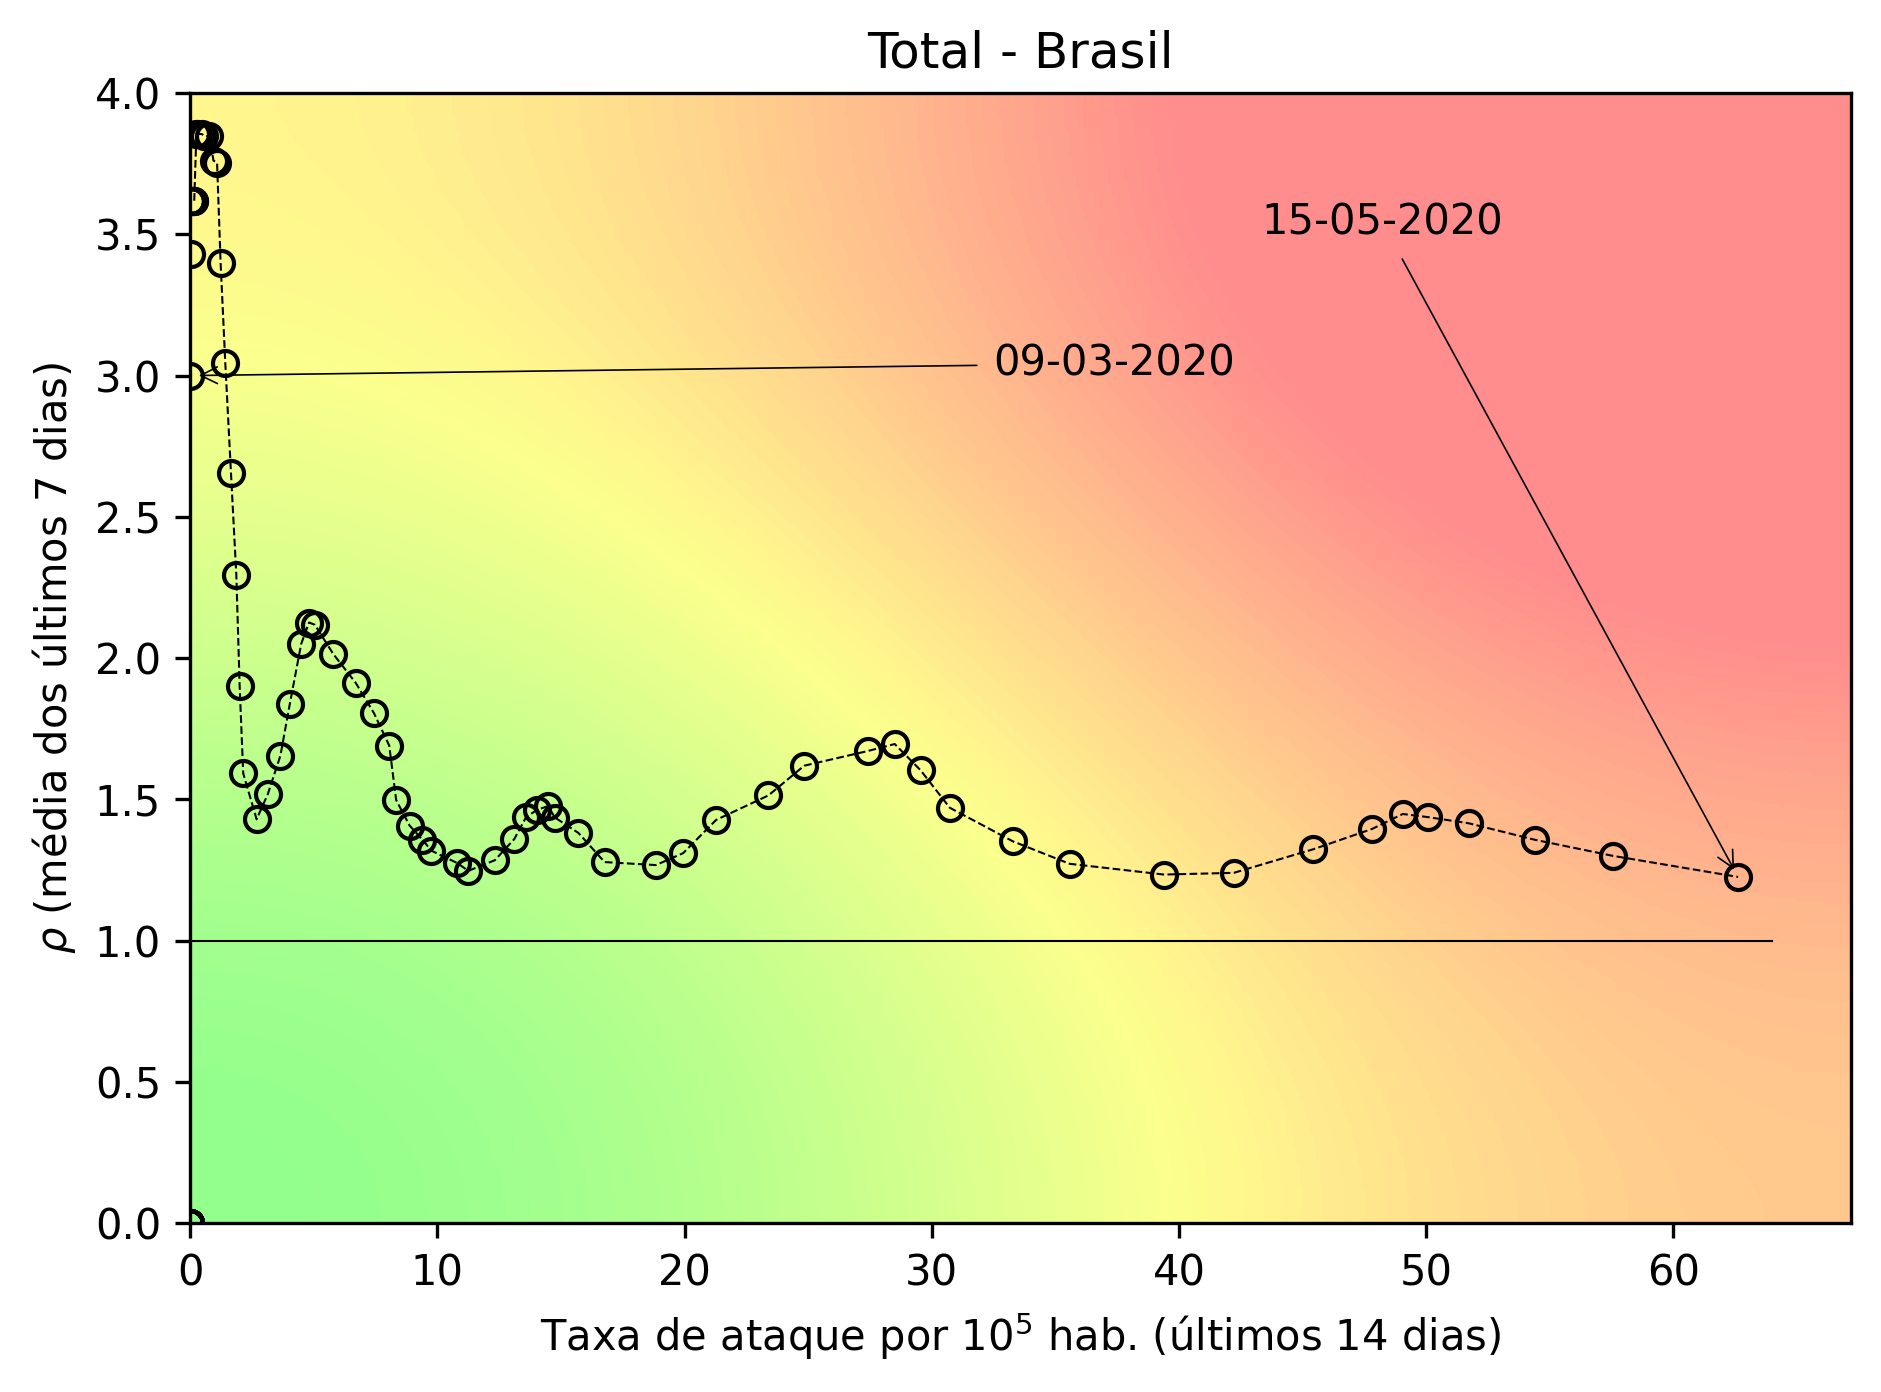 Total - Brasil
4.0
3.5
3.0
2.5
2.0
1.5
1.0
0.5
0.0
ρ (média dos últimos 7 dias)
15-05-2020
09-03-2020
0 10 20 30 40 50 60
Taxa de ataque por 10⁵ hab. (últimos 14 dias)